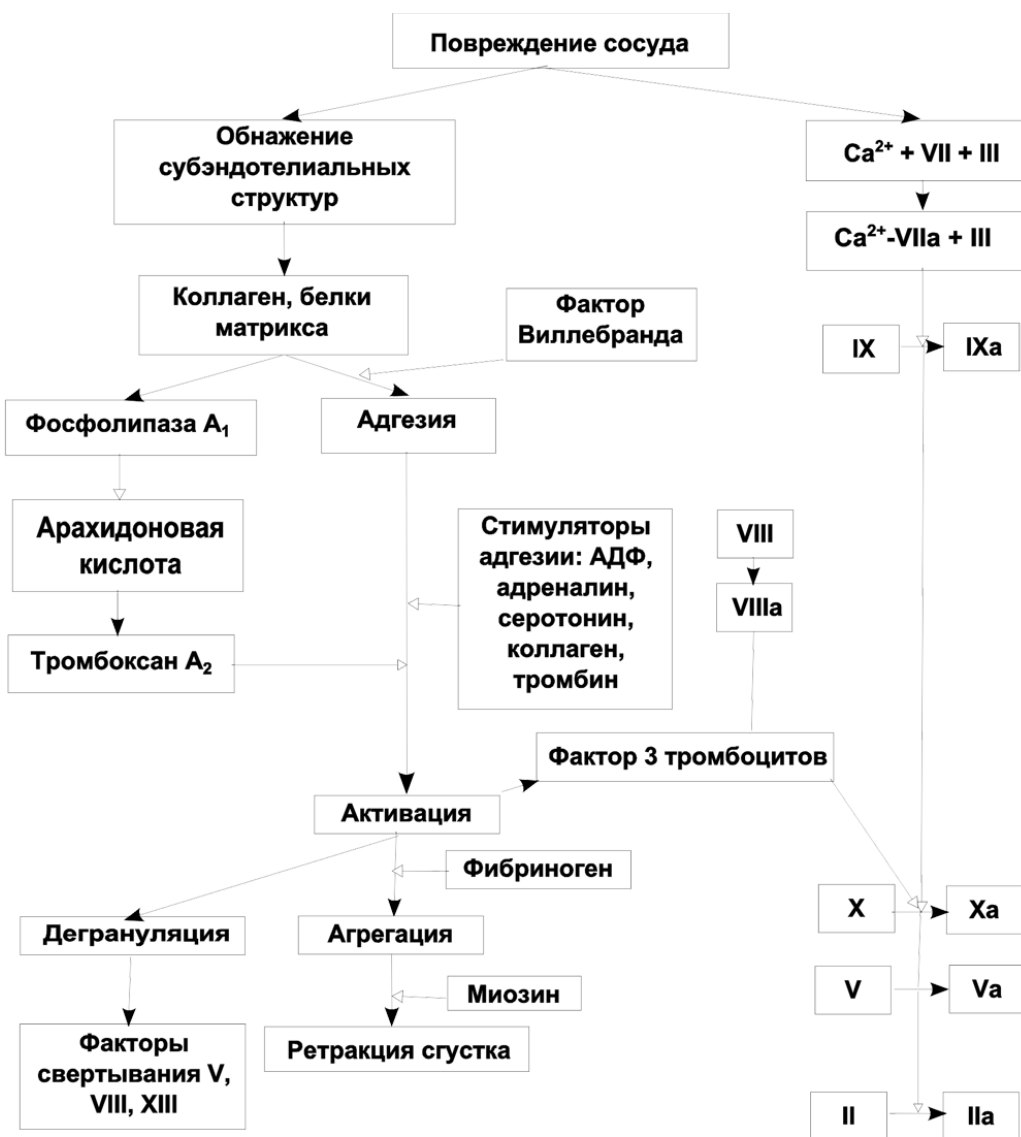 Повреждение сосуда
Обнажение
субэндотелиальных
структур
Ca²⁺ + VII + III
Ca²⁺-VIIa + III
Коллаген, белки
матрикса
Фактор
Виллебранда
IX
IXa
Фосфолипаза A₁
Адгезия
Арахидоновая
кислота
Стимуляторы
адгезии: АДФ,
адреналин,
серотонин,
коллаген,
тромбин
VIII
VIIIa
Тромбоксан A₂
Фактор 3 тромбоцитов
Активация
Фибриноген
X
Xa
Дегрануляция
Агрегация
V
Va
Миозин
Факторы
свертывания V,
VIII, XIII
Ретракция сгустка
II
IIa